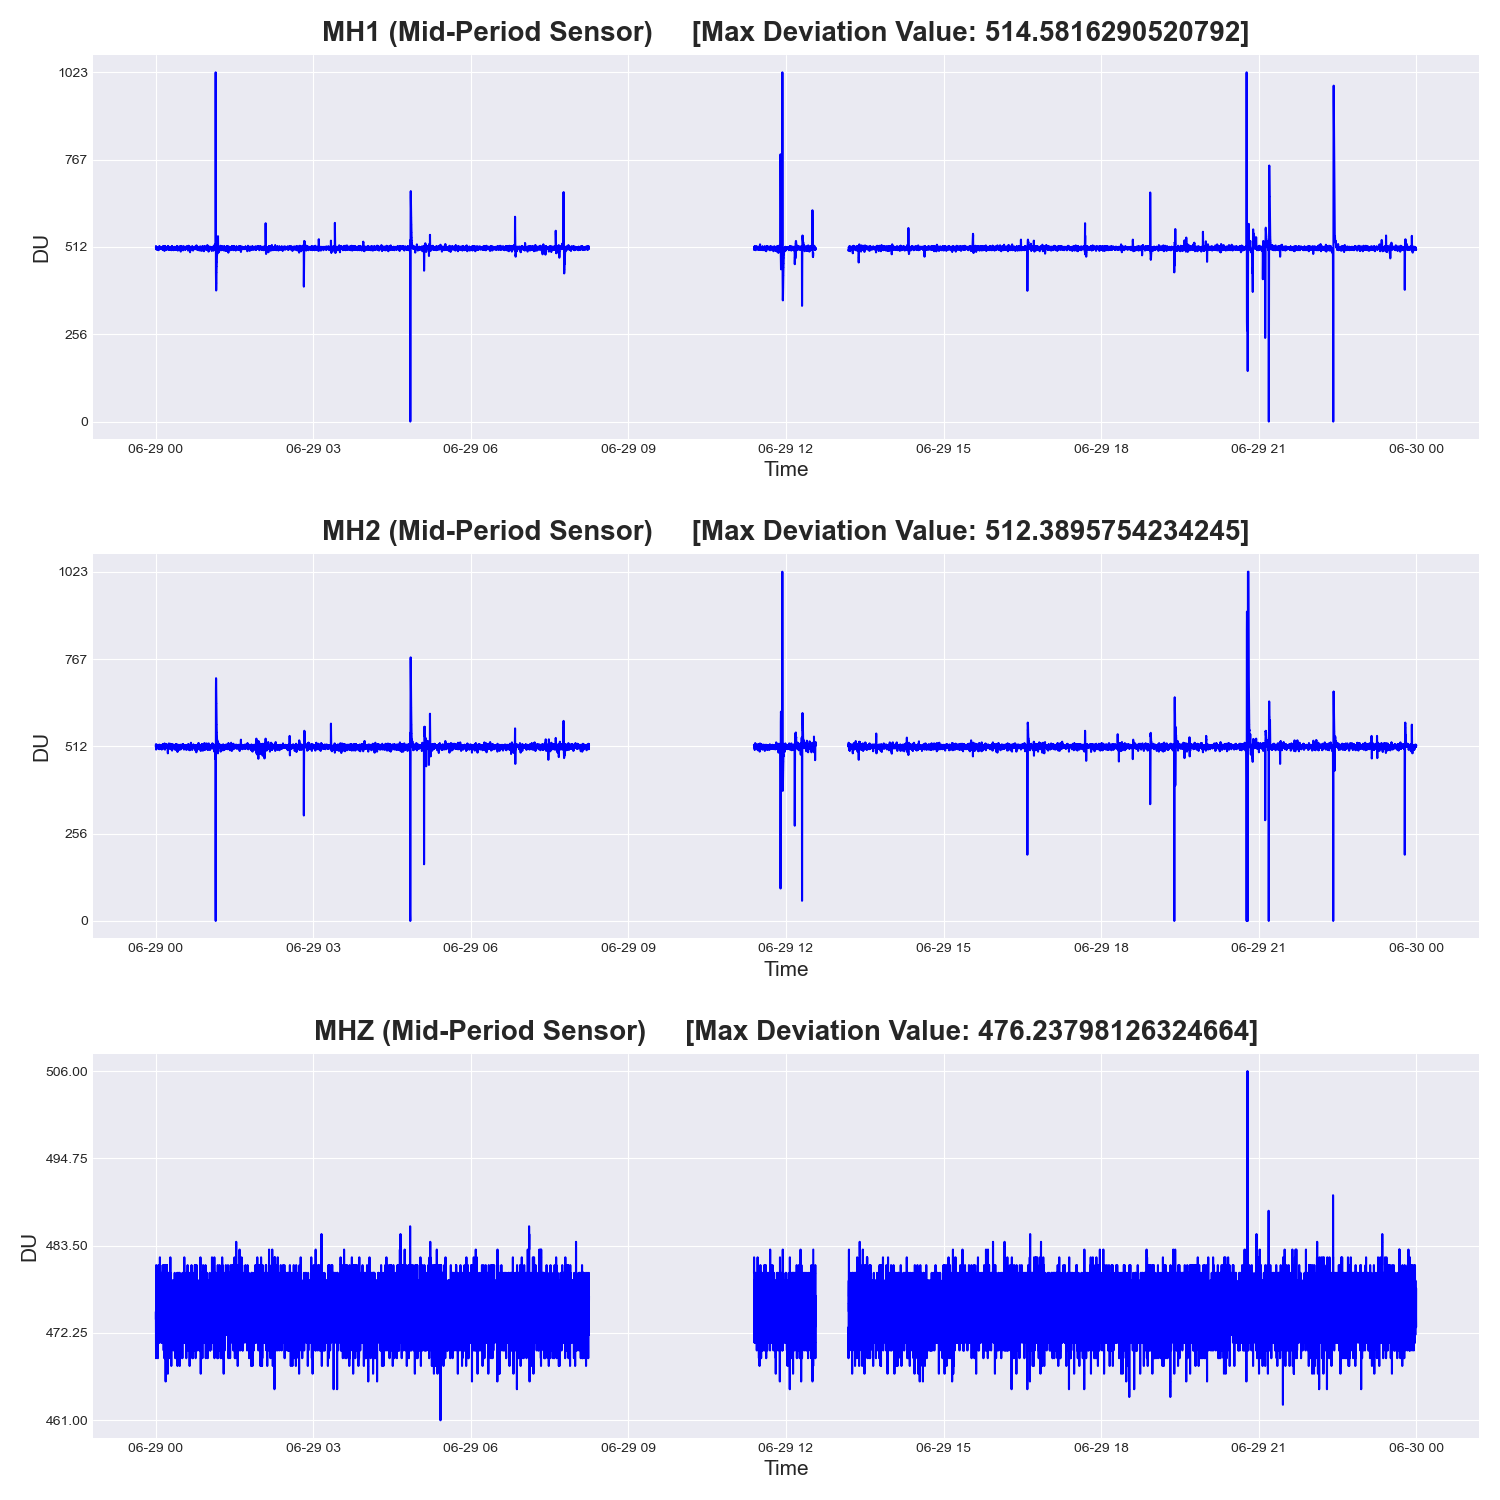 MH1 (Mid-Period Sensor) [Max Deviation Value: 514.5816290520792]
1023
767
512
256
0
DU
06-29 00 06-29 03 06-29 06 06-29 09 06-29 12 06-29 15 06-29 18 06-29 21 06-30 00
Time
MH2 (Mid-Period Sensor) [Max Deviation Value: 512.3895754234245]
1023
767
512
256
0
DU
06-29 00 06-29 03 06-29 06 06-29 09 06-29 12 06-29 15 06-29 18 06-29 21 06-30 00
Time
MHZ (Mid-Period Sensor) [Max Deviation Value: 476.23798126324664]
506.00
494.75
483.50
472.25
461.00
DU
06-29 00 06-29 03 06-29 06 06-29 09 06-29 12 06-29 15 06-29 18 06-29 21 06-30 00
Time